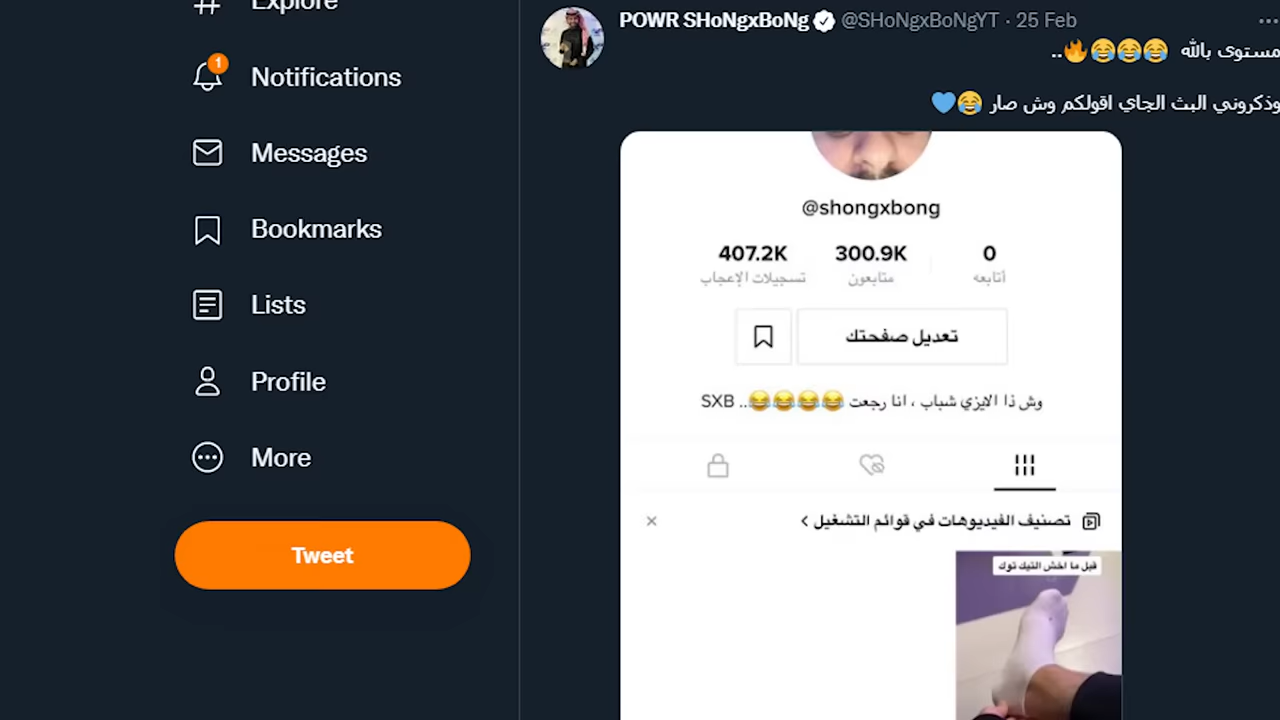 # Explore
1
Notifications
Messages
Bookmarks
Lists
Profile
More
Tweet
POWR SHoNgxBoNg @SHoNgxBoNgYT · 25 Feb ...
مستوى بالله 😂😂😂🔥..
وذكروني البث الجاي اقولكم وش صار 😂💙
@shongxbong
407.2K 300.9K 0
تسجيلات الإعجاب متابعون أتابعه
تعديل صفحتك
وش ذا الايزي شباب ، انا رجعت 😂😂😂😂.. SXB
تصنيف الفيديوهات في قوائم التشغيل >
قبل ما اخش التيك توك